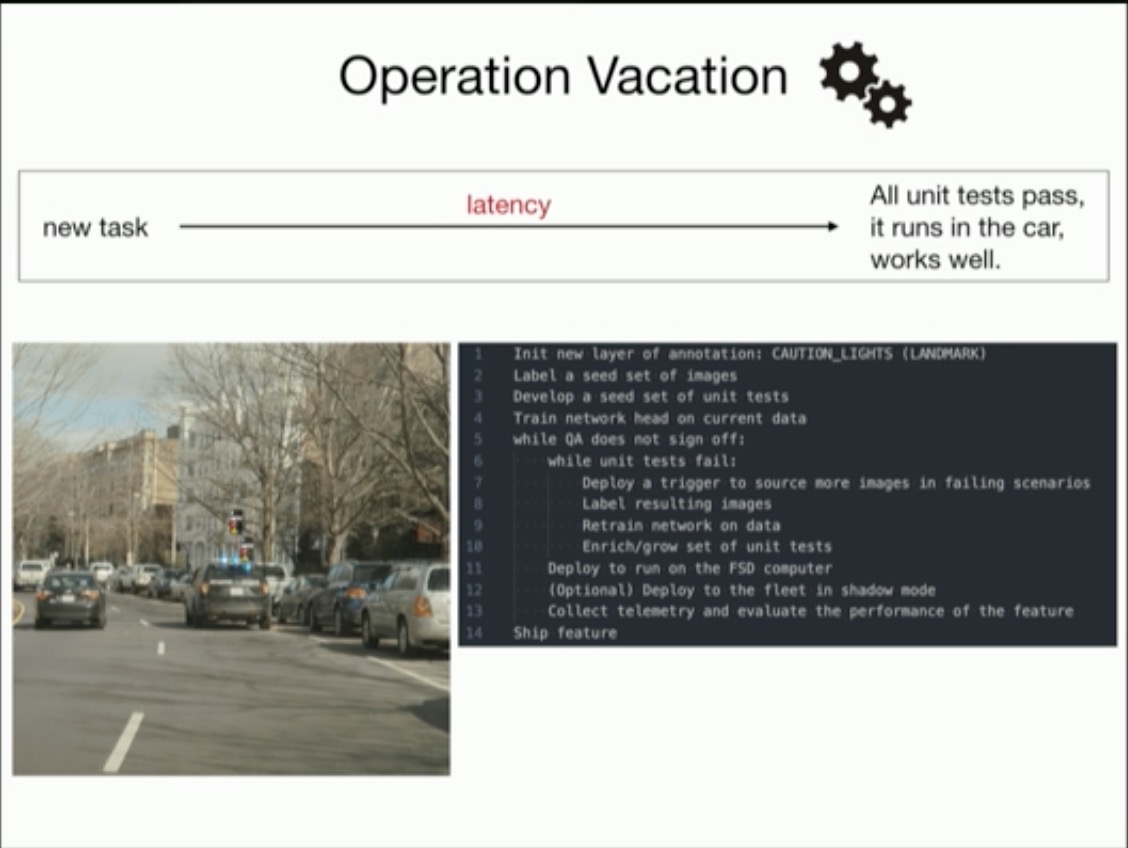 Operation Vacation
new task
latency
All unit tests pass,
it runs in the car,
works well.
1 Init new layer of annotation: CAUTION_LIGHTS (LANDMARK)
2 Label a seed set of images
3 Develop a seed set of unit tests
4 Train network head on current data
5 while QA does not sign off:
6 while unit tests fail:
7 Deploy a trigger to source more images in failing scenarios
8 Label resulting images
9 Retrain network on data
10 Enrich/grow set of unit tests
11 Deploy to run on the FSD computer
12 (Optional) Deploy to the fleet in shadow mode
13 Collect telemetry and evaluate the performance of the feature
14 Ship feature